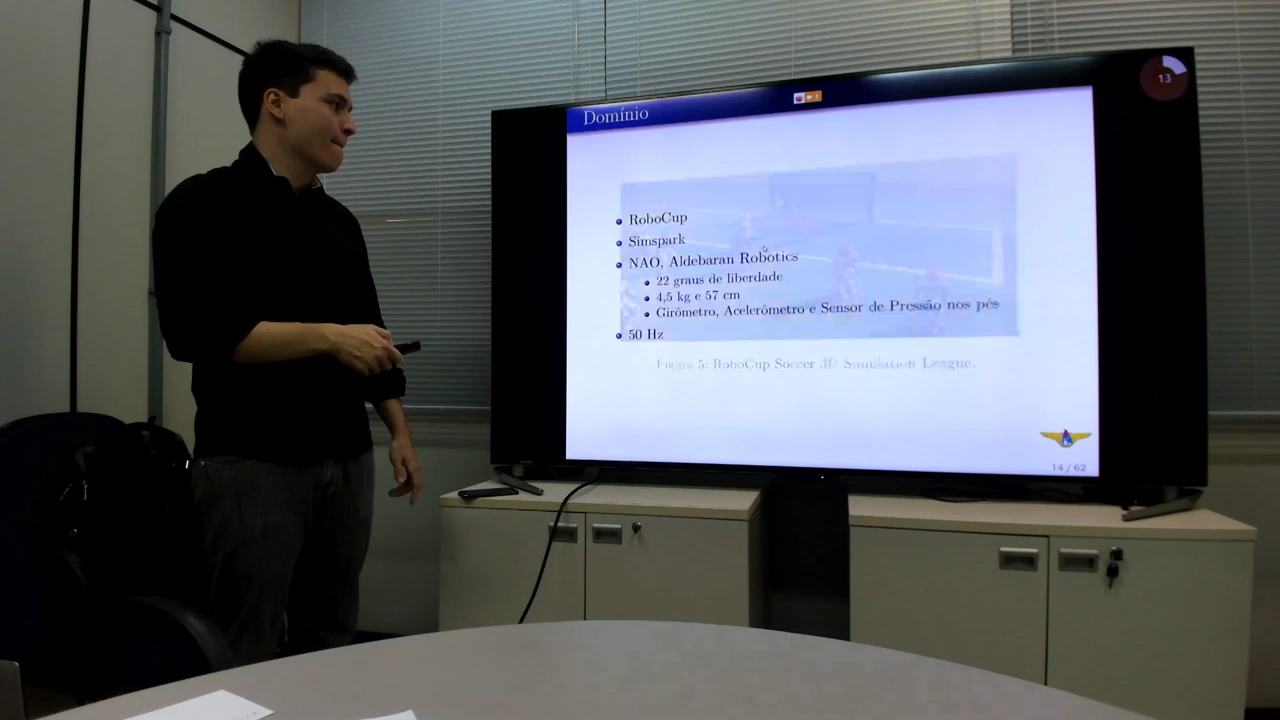 Domínio
13
RoboCup
Simspark
NAO, Aldebaran Robotics
22 graus de liberdade
4,5 kg e 57 cm
Girômetro, Acelerômetro e Sensor de Pressão nos pés
50 Hz
Figura 5: RoboCup Soccer 3D Simulation League.
14 / 62